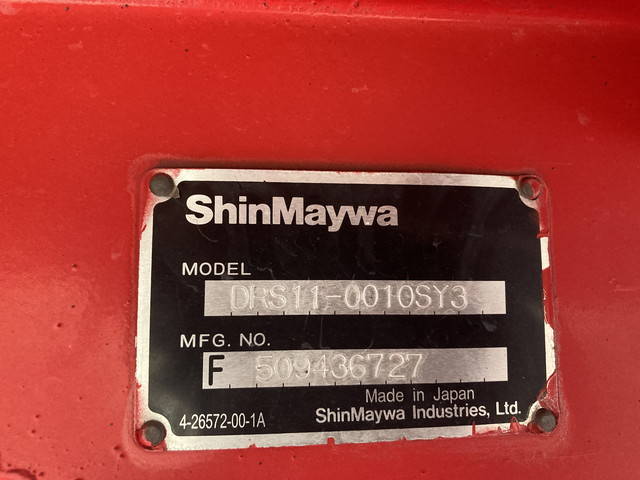 ShinMaywa
MODEL
DRS11-0010SY3
MFG. NO.
F 509436727
Made in Japan
4-26572-00-1A ShinMaywa Industries, Ltd.